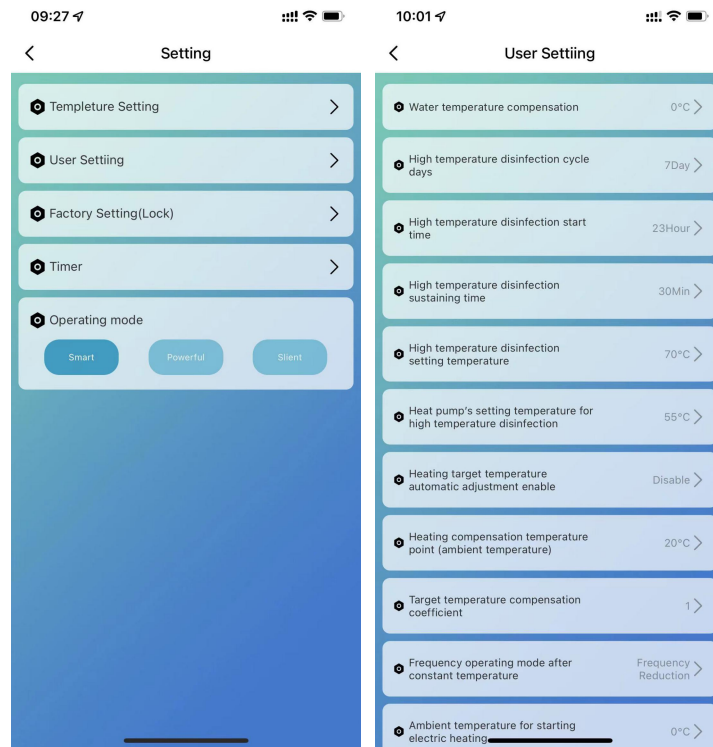 09:27
Setting
Templeture Setting
User Settiing
Factory Setting(Lock)
Timer
Operating mode
Smart
Powerful
Slient
10:01
User Settiing
Water temperature compensation
0°C
High temperature disinfection cycle
days
7Day
High temperature disinfection start
time
23Hour
High temperature disinfection
sustaining time
30Min
High temperature disinfection
setting temperature
70°C
Heat pump's setting temperature for
high temperature disinfection
55°C
Heating target temperature
automatic adjustment enable
Disable
Heating compensation temperature
point (ambient temperature)
20°C
Target temperature compensation
coefficient
1
Frequency operating mode after
constant temperature
Frequency
Reduction
Ambient temperature for starting
electric heating
0°C